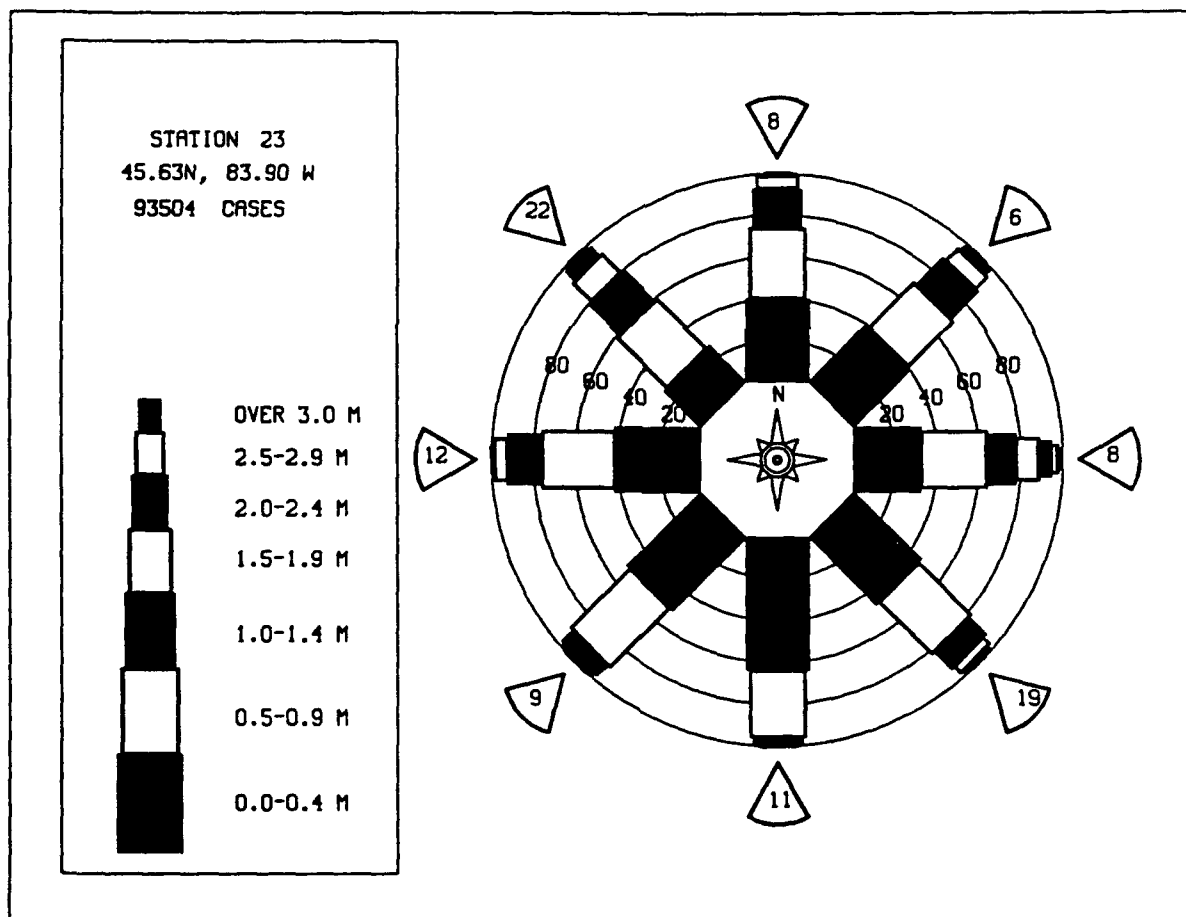 STATION 23
45.63N, 83.90 W
93504 CASES
OVER 3.0 M
2.5-2.9 M
2.0-2.4 M
1.5-1.9 M
1.0-1.4 M
0.5-0.9 M
0.0-0.4 M
8
22
6
80
60
40
20
N
20
40
60
80
12
8
9
19
11